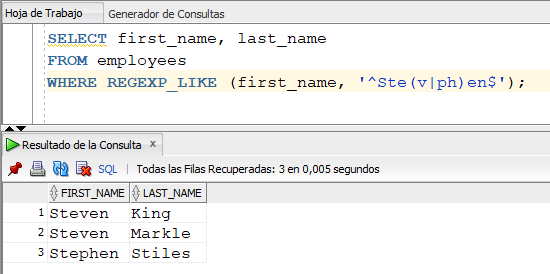 Hoja de Trabajo Generador de Consultas
SELECT first_name, last_name
FROM employees
WHERE REGEXP_LIKE (first_name, '^Ste(v|ph)en$');
Resultado de la Consulta x
SQL | Todas las Filas Recuperadas: 3 en 0,005 segundos
FIRST_NAME LAST_NAME
1 Steven King
2 Steven Markle
3 Stephen Stiles